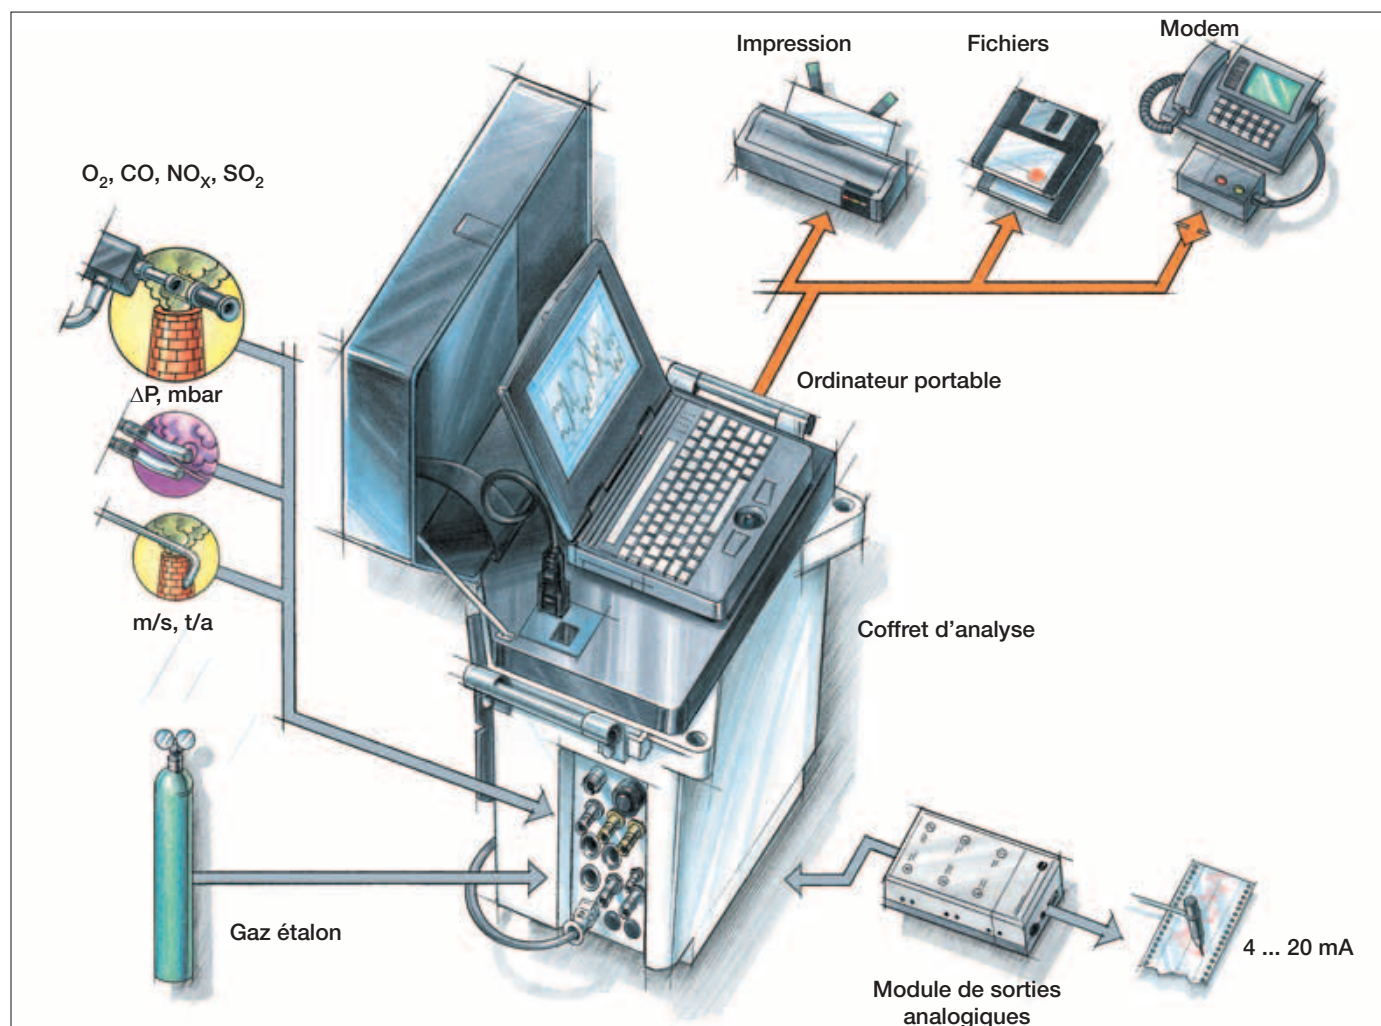 Impression
Fichiers
Modem
O₂, CO, NOₓ, SO₂
ΔP, mbar
Ordinateur portable
m/s, t/a
Coffret d'analyse
Gaz étalon
4 ... 20 mA
Module de sorties
analogiques